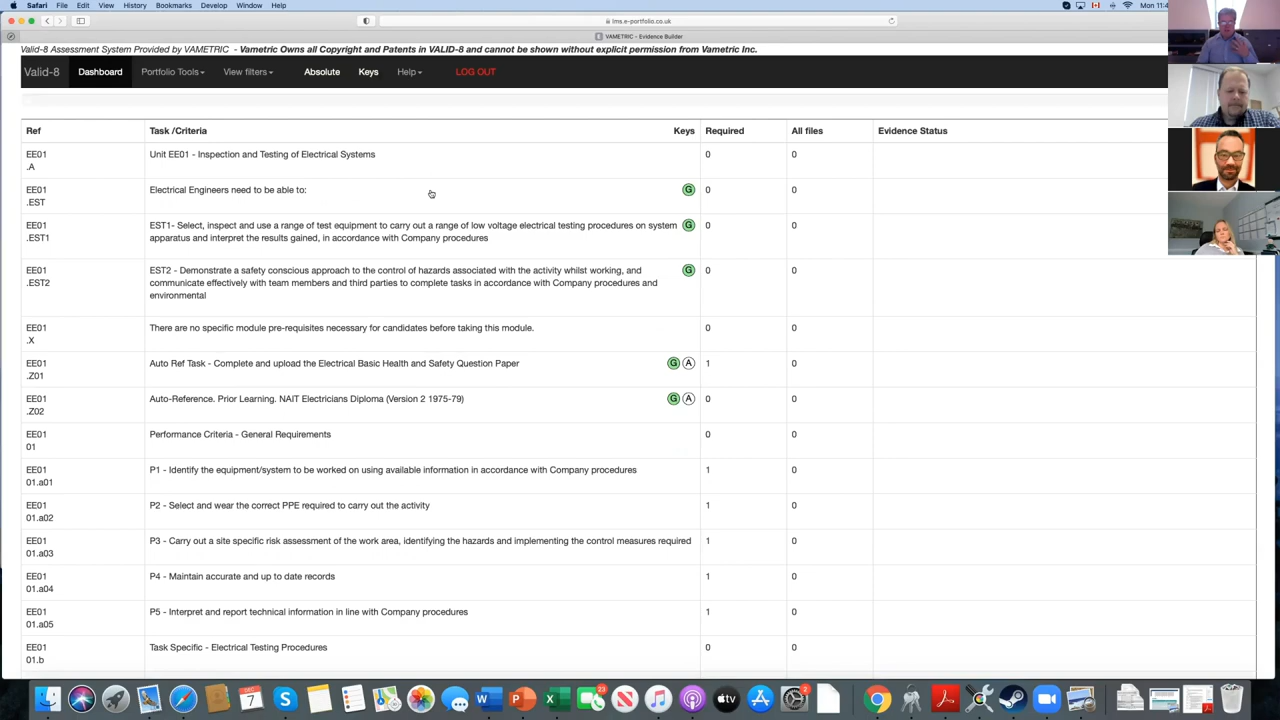 Safari File Edit View History Bookmarks Develop Window Help
Mon 11:4
lms.e-portfolio.co.uk
VAMETRIC - Evidence Builder
Valid-8 Assessment System Provided by VAMETRIC - Vametric Owns all Copyright and Patents in VALID-8 and cannot be shown without explicit permission from Vametric Inc.
Valid-8 Dashboard Portfolio Tools View filters Absolute Keys Help LOG OUT
Ref Task /Criteria Keys Required All files Evidence Status
EE01 Unit EE01 - Inspection and Testing of Electrical Systems 0 0
.A
EE01 Electrical Engineers need to be able to: G 0 0
.EST
EE01 EST1- Select, inspect and use a range of test equipment to carry out a range of low voltage electrical testing procedures on system G 0 0
.EST1 apparatus and interpret the results gained, in accordance with Company procedures
EE01 EST2 - Demonstrate a safety conscious approach to the control of hazards associated with the activity whilst working, and G 0 0
.EST2 communicate effectively with team members and third parties to complete tasks in accordance with Company procedures and
environmental
EE01 There are no specific module pre-requisites necessary for candidates before taking this module. 0 0
.X
EE01 Auto Ref Task - Complete and upload the Electrical Basic Health and Safety Question Paper G A 1 0
.Z01
EE01 Auto-Reference. Prior Learning. NAIT Electricians Diploma (Version 2 1975-79) G A 0 0
.Z02
EE01 Performance Criteria - General Requirements 0 0
01
EE01 P1 - Identify the equipment/system to be worked on using available information in accordance with Company procedures 1 0
01.a01
EE01 P2 - Select and wear the correct PPE required to carry out the activity 1 0
01.a02
EE01 P3 - Carry out a site specific risk assessment of the work area, identifying the hazards and implementing the control measures required 1 0
01.a03
EE01 P4 - Maintain accurate and up to date records 1 0
01.a04
EE01 P5 - Interpret and report technical information in line with Company procedures 1 0
01.a05
EE01 Task Specific - Electrical Testing Procedures 0 0
01.b
7 23 tv 2